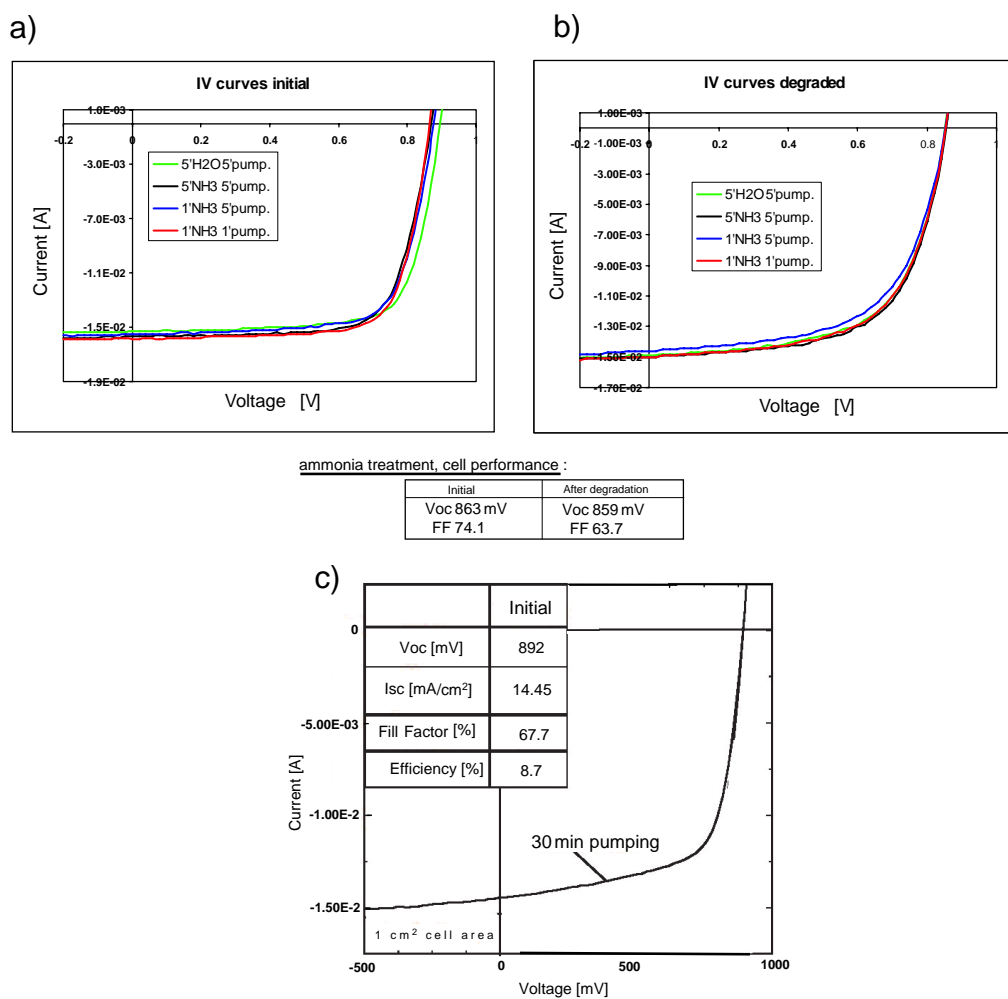 a)
IV curves initial
1.0E-03
-0.2 0 0.2 0.4 0.6 0.8 1
-3.0E-03
-7.0E-03
-1.1E-02
-1.5E-02
-1.9E-02
5'H2O5'pump.
5'NH3 5'pump.
1'NH3 5'pump.
1'NH3 1'pump.
Current [A]
Voltage [V]
b)
IV curves degraded
1.00E-03
-0.2 0 0.2 0.4 0.6 0.8 1
-1.00E-03
-3.00E-03
-5.00E-03
-7.00E-03
-9.00E-03
-1.10E-02
-1.30E-02
-1.50E-02
-1.70E-02
5'H2O 5'pump.
5'NH3 5'pump.
1'NH3 5'pump.
1'NH3 1'pump.
Current [A]
Voltage [V]
ammonia treatment, cell performance :
Initial After degradation
Voc 863 mV Voc 859 mV
FF 74.1 FF 63.7
c)
Initial
Voc [mV] 892
Isc [mA/cm²] 14.45
Fill Factor [%] 67.7
Efficiency [%] 8.7
0
-5.00E-03
-1.00E-2
-1.50E-2
Current [A]
30 min pumping
1 cm² cell area
-500 0 500 1000
Voltage [mV]